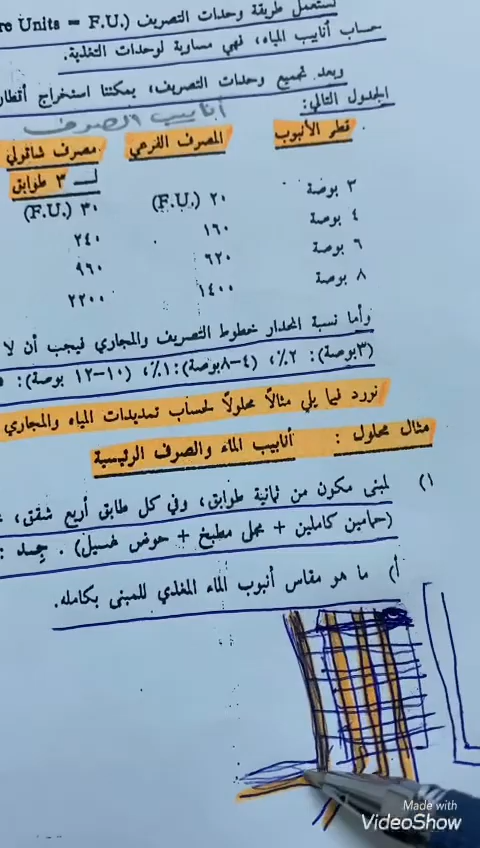 نستعمل طريقة وحدات التصريف (re Units = F.U.
حساب أنابيب المياه، فهي مساوية لوحدات التغذية.
وبعد تجميع وحدات التصريف، يمكننا استخراج أقطار
الجدول التالي:
أنابيب الصرف
قطر الأنبوب المصرف الفرعي مصرف شاقولي
لـ ٣ طوابق
٣ بوصة ٢٠ (F.U.) ٣٠ (F.U.)
٤ بوصة ١٦٠ ٢٤٠
٦ بوصة ٦٢٠ ٩٦٠
٨ بوصة ١٤٠٠ ٢٢٠٠
وأما نسبة انحدار خطوط التصريف والمجاري فيجب أن لا
(٣بوصة): ٢٪، (٤-٨بوصة): ١٪، (١٠-١٢ بوصة):
نورد فيما يلي مثالاً محلولاً لحساب تمديدات المياه والمجاري
مثال محلول : أنابيب الماء والصرف الرئيسية
١) لمبنى مكون من ثمانية طوابق، وفي كل طابق أربع شقق،
(حمامين كاملين + مجلى مطبخ + حوض غسيل) . جِـد :
أ) ما هو مقاس أنبوب الماء المغذي للمبنى بكامله.
Made with
VideoShow